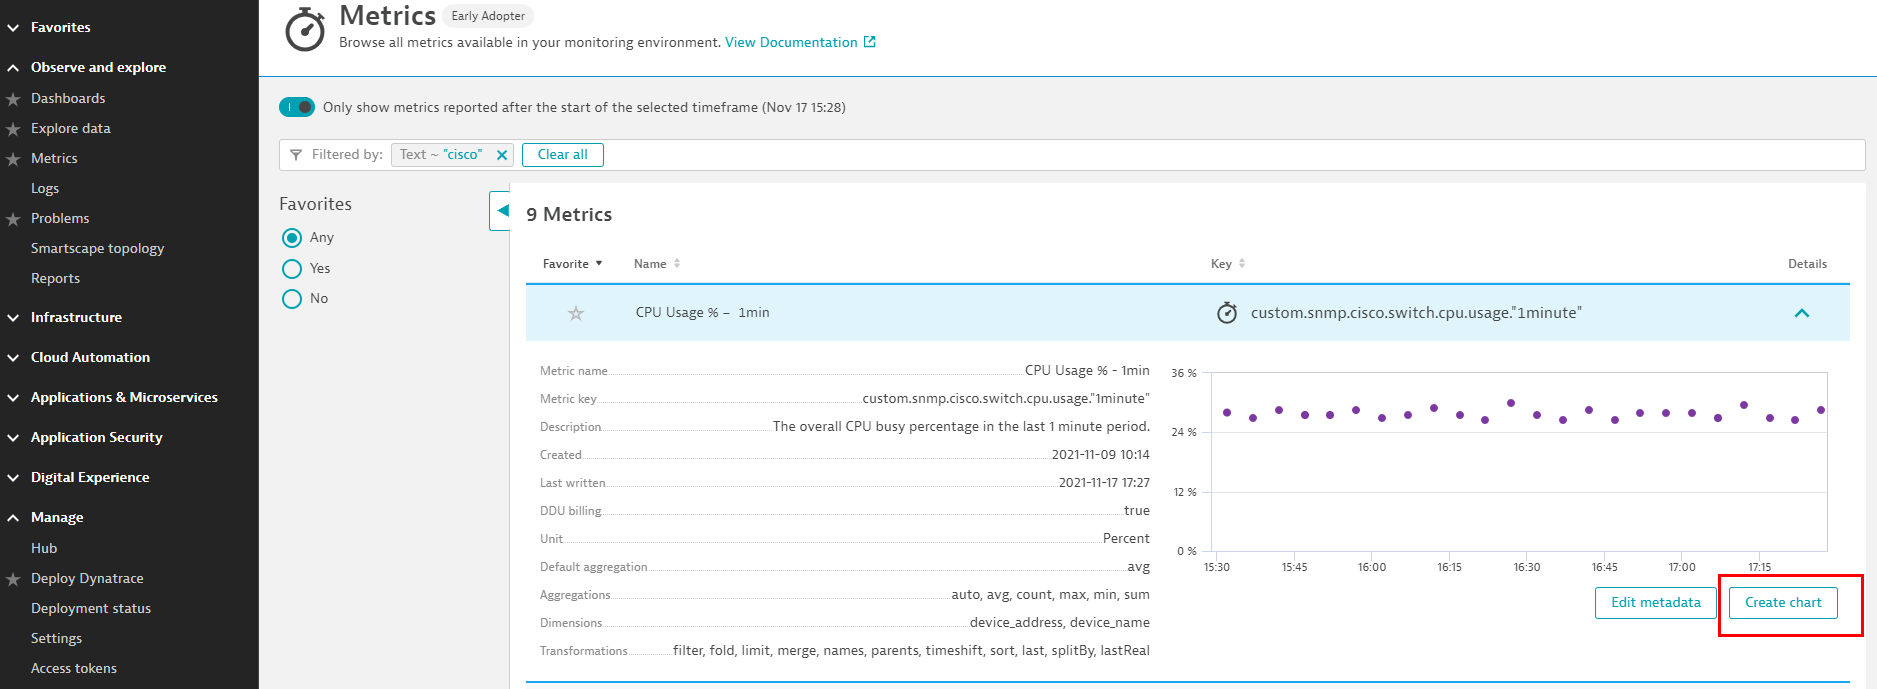 Favorites
Observe and explore
Dashboards
Explore data
Metrics
Logs
Problems
Smartscape topology
Reports
Infrastructure
Cloud Automation
Applications & Microservices
Application Security
Digital Experience
Manage
Hub
Deploy Dynatrace
Deployment status
Settings
Access tokens
Metrics Early Adopter
Browse all metrics available in your monitoring environment. View Documentation
Only show metrics reported after the start of the selected timeframe (Nov 17 15:28)
Filtered by: Text ~ "cisco" Clear all
Favorites
Any
Yes
No
9 Metrics
Favorite Name Key Details
CPU Usage % – 1min custom.snmp.cisco.switch.cpu.usage."1minute"
Metric name CPU Usage % - 1min
Metric key custom.snmp.cisco.switch.cpu.usage."1minute"
Description The overall CPU busy percentage in the last 1 minute period.
Created 2021-11-09 10:14
Last written 2021-11-17 17:27
DDU billing true
Unit Percent
Default aggregation avg
Aggregations auto, avg, count, max, min, sum
Dimensions device_address, device_name
Transformations filter, fold, limit, merge, names, parents, timeshift, sort, last, splitBy, lastReal
36 %
24 %
12 %
0 %
15:30 15:45 16:00 16:15 16:30 16:45 17:00 17:15
Edit metadata Create chart